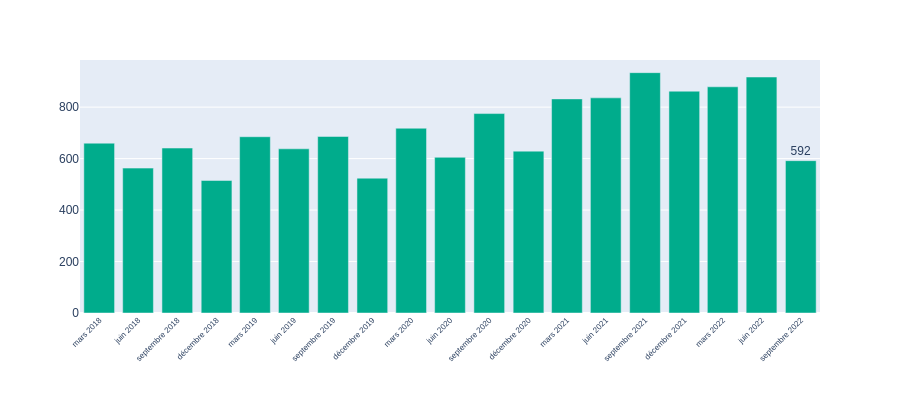 800
600
400
200
0
592
mars 2018
juin 2018
septembre 2018
décembre 2018
mars 2019
juin 2019
septembre 2019
décembre 2019
mars 2020
juin 2020
septembre 2020
décembre 2020
mars 2021
juin 2021
septembre 2021
décembre 2021
mars 2022
juin 2022
septembre 2022